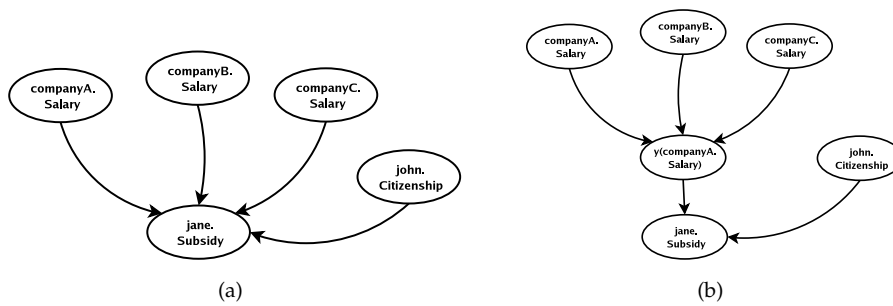 companyA.
Salary
companyB.
Salary
companyC.
Salary
john.
Citizenship
jane.
Subsidy
(a)
companyA.
Salary
companyB.
Salary
companyC.
Salary
y(companyA.
Salary)
john.
Citizenship
jane.
Subsidy
(b)